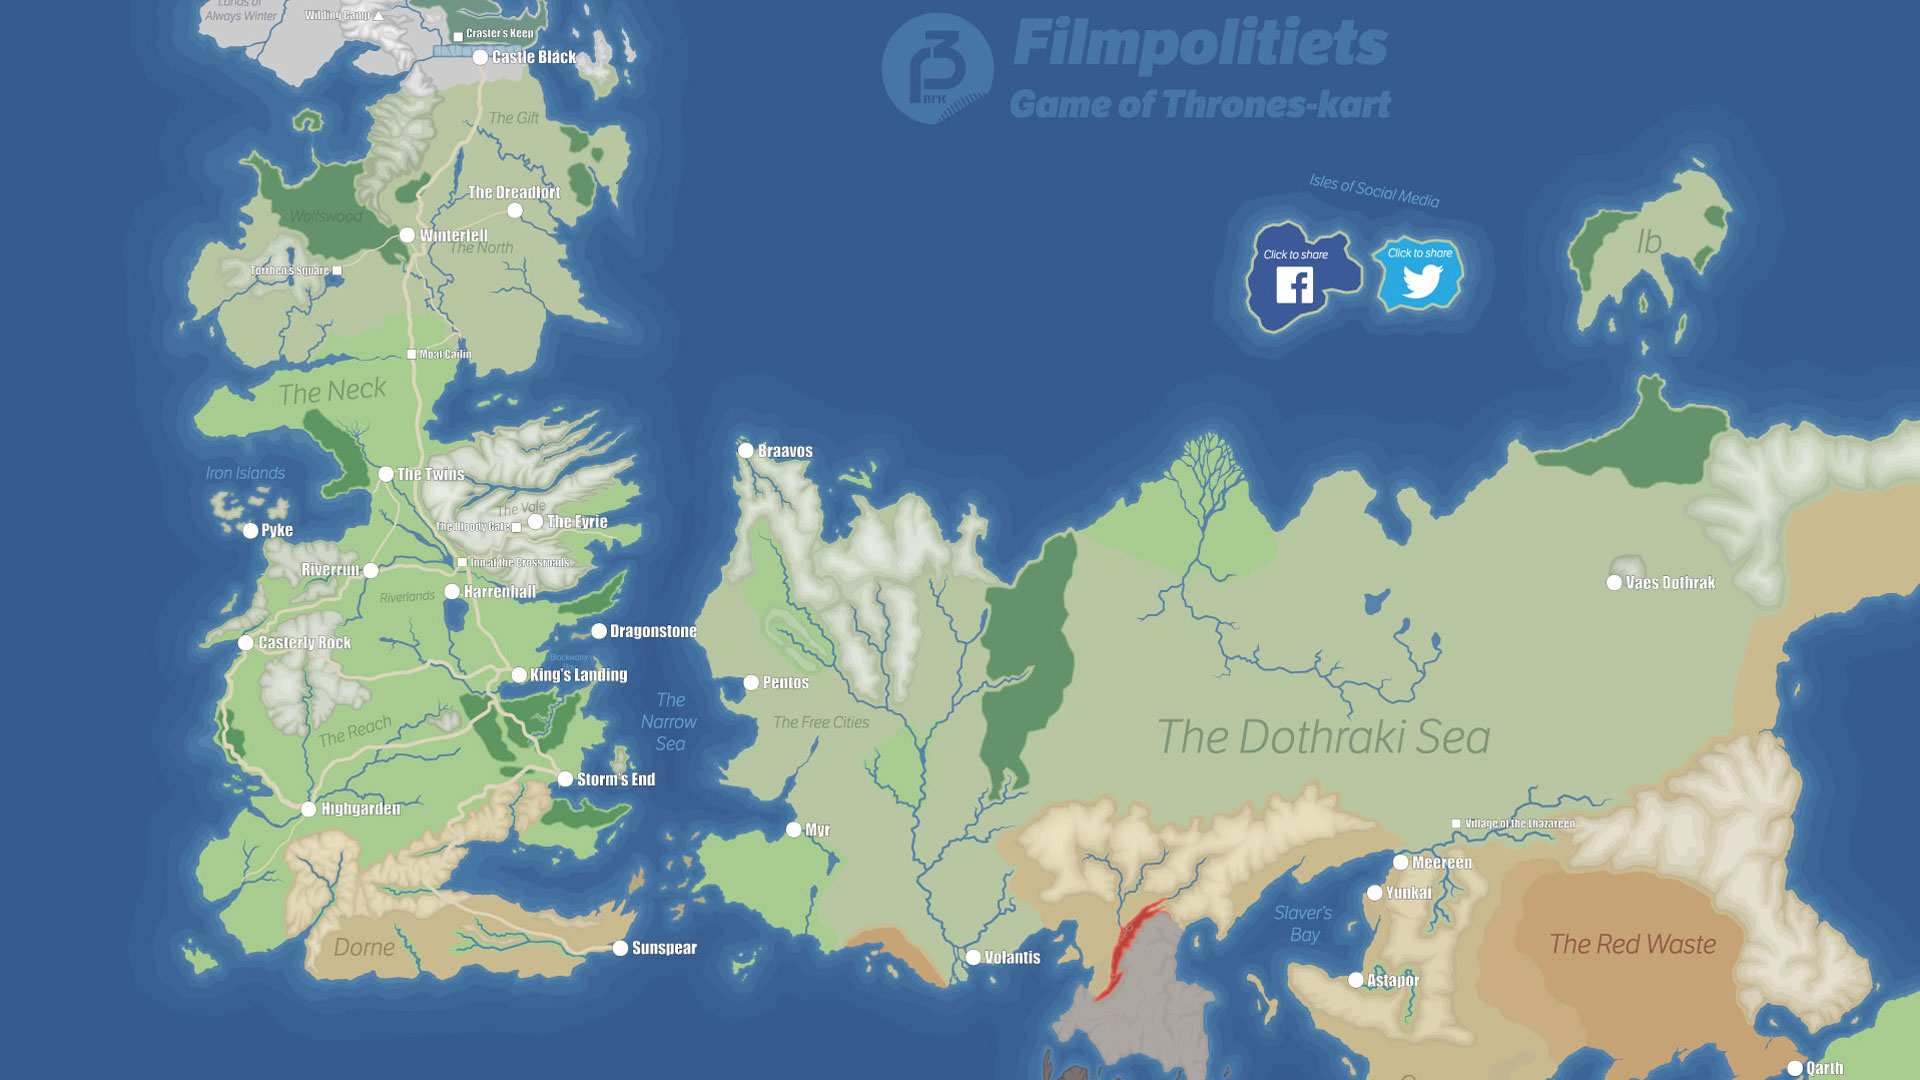 Lands of
Always Winter
Wildling Camp
Craster's Keep
Castle Black
P3
NRK
Filmpolitiets
Game of Thrones-kart
The Gift
Isles of Social Media
The Dreadfort
Wolfswood
Winterfell
The North
Torrhen's Square
Click to share
Click to share
Ib
Moat Cailin
The Neck
Iron Islands
The Twins
Braavos
The Vale
The Bloody Gate
The Eyrie
Pyke
Inn at the Crossroads
Riverrun
Riverlands
Harrenhall
Vaes Dothrak
Dragonstone
Casterly Rock
Blackwater
King's Landing
Pentos
The
Narrow
Sea
The Free Cities
The Reach
The Dothraki Sea
Storm's End
Highgarden
Myr
Village of the Lhazareen
Meereen
Yunkai
Slaver's
Bay
Dorne
Sunspear
Volantis
The Red Waste
Astapor
Qarth